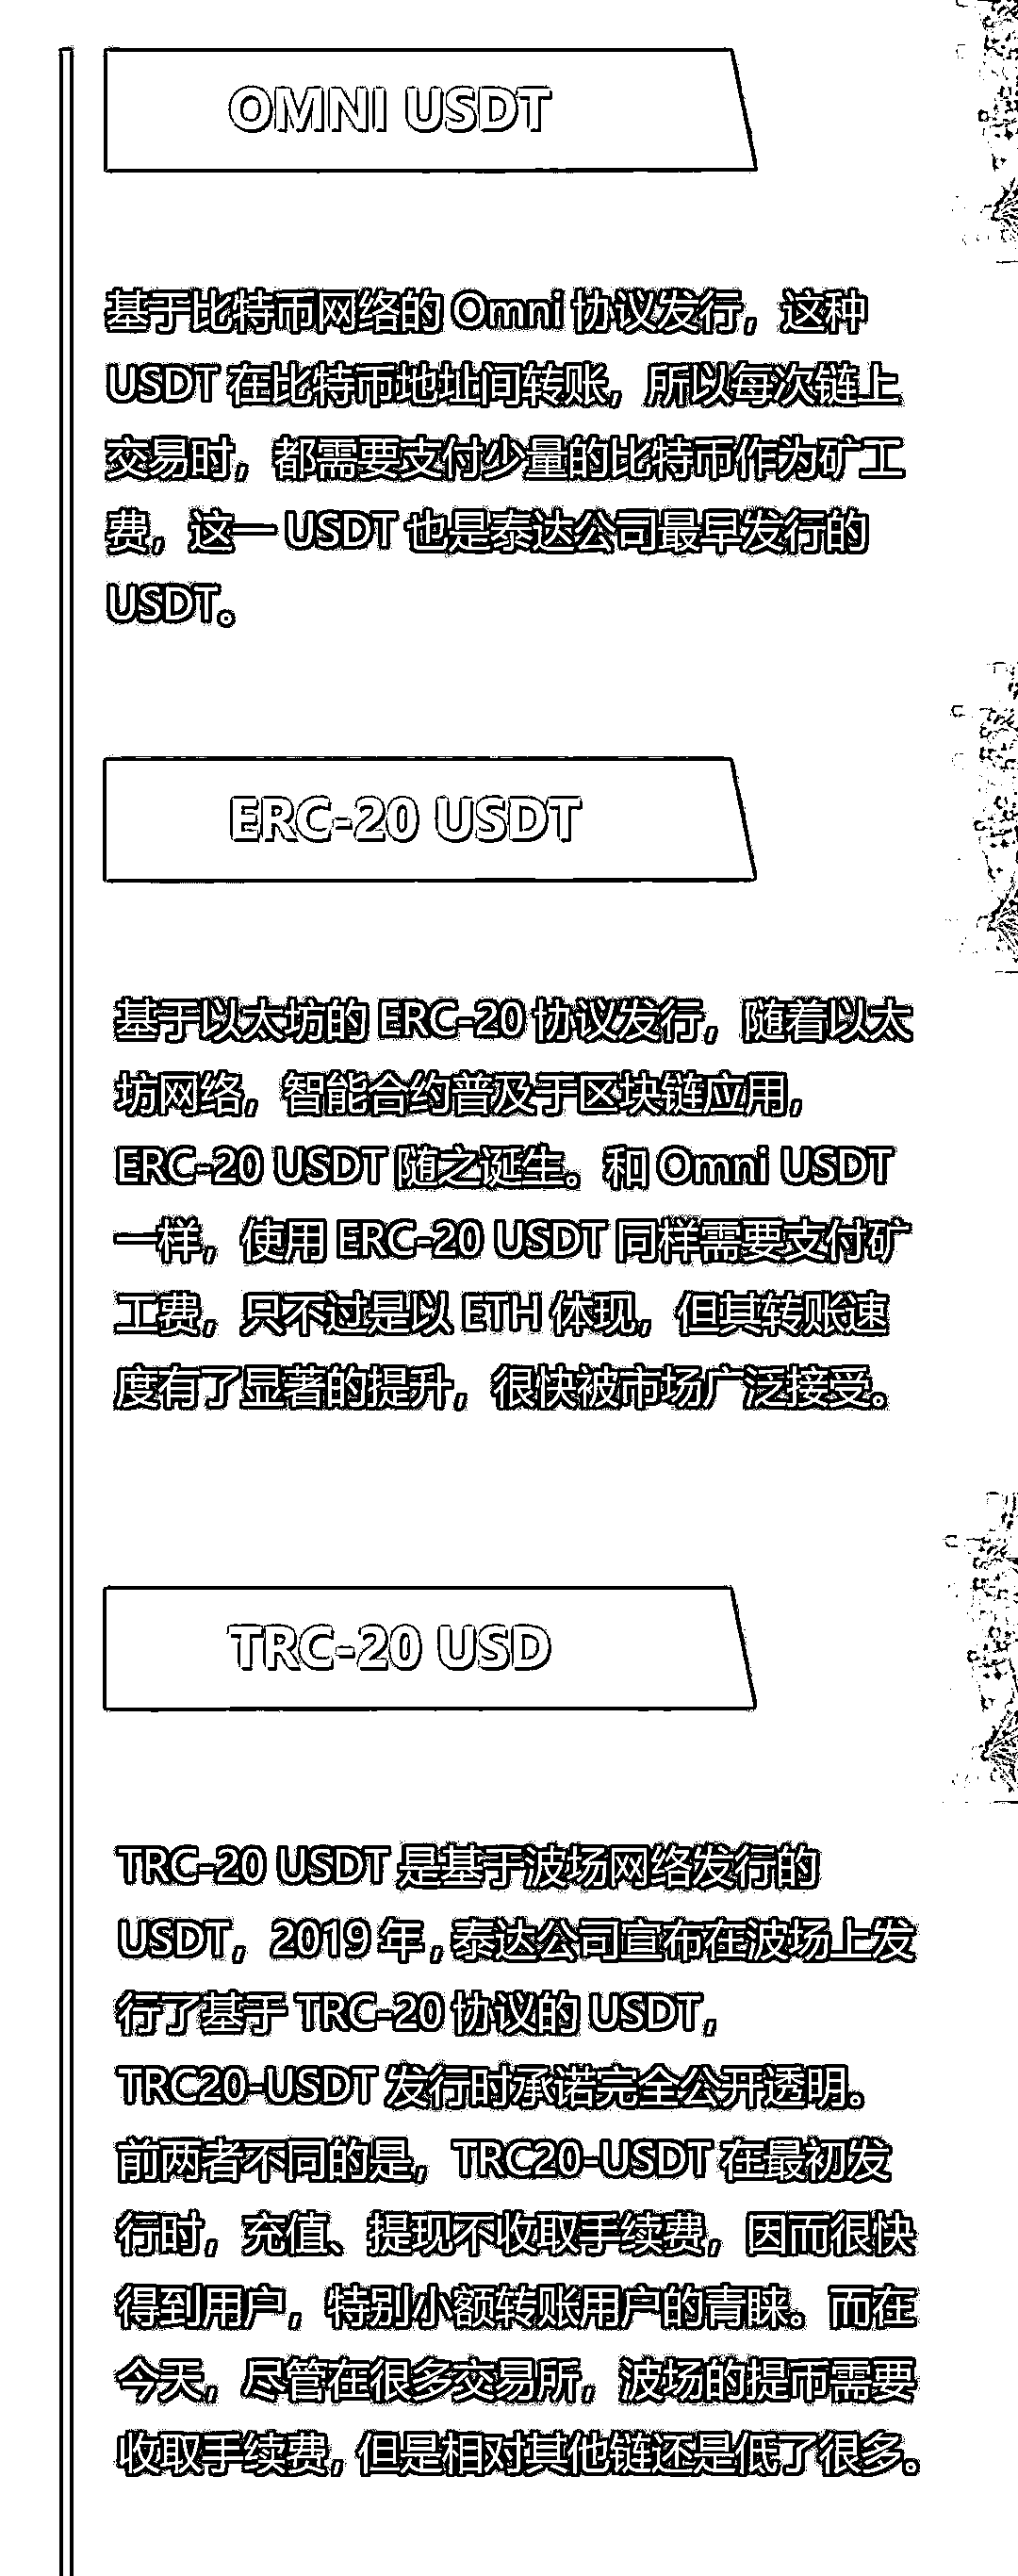 OMNI USDT
基于比特币网络的 Omni 协议发行，这种
USDT 在比特币地址间转账，所以每次链上
交易时，都需要支付少量的比特币作为矿工
费，这一 USDT 也是泰达公司最早发行的
USDT。
ERC-20 USDT
基于以太坊的 ERC-20 协议发行，随着以太
坊网络，智能合约普及于区块链应用，
ERC-20 USDT 随之诞生。和 Omni USDT
一样，使用 ERC-20 USDT 同样需要支付矿
工费，只不过是以 ETH 体现，但其转账速
度有了显著的提升，很快被市场广泛接受。
TRC-20 USD
TRC-20 USDT 是基于波场网络发行的
USDT，2019 年，泰达公司宣布在波场上发
行了基于 TRC-20 协议的 USDT，
TRC20-USDT 发行时承诺完全公开透明。
前两者不同的是，TRC20-USDT 在最初发
行时，充值、提现不收取手续费，因而很快
得到用户，特别小额转账用户的青睐。而在
今天，尽管在很多交易所，波场的提币需要
收取手续费，但是相对其他链还是低了很多。